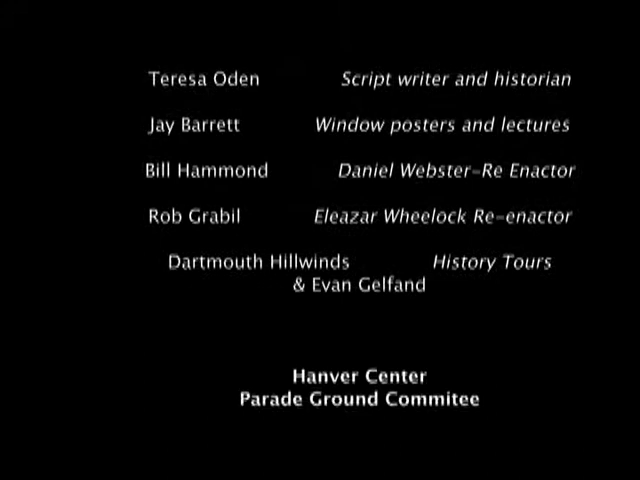 Teresa Oden Script writer and historian
Jay Barrett Window posters and lectures
Bill Hammond Daniel Webster-Re Enactor
Rob Grabil Eleazar Wheelock Re-enactor
Dartmouth Hillwinds History Tours
& Evan Gelfand
Hanver Center
Parade Ground Commitee